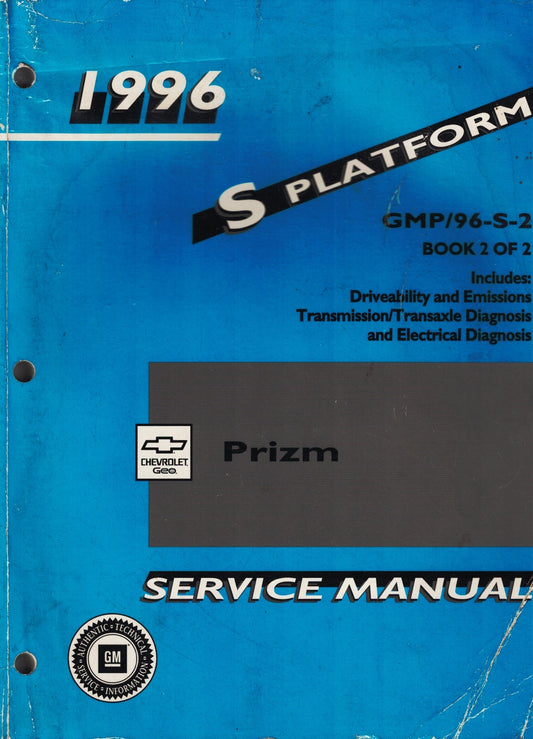 1996
S PLATFORM
GMP/96-S-2
BOOK 2 OF 2
Includes:
Driveability and Emissions
Transmission/Transaxle Diagnosis
and Electrical Diagnosis
CHEVROLET
Geo
Prizm
SERVICE MANUAL
AUTHENTIC • TECHNICAL
GM
SERVICE • INFORMATION